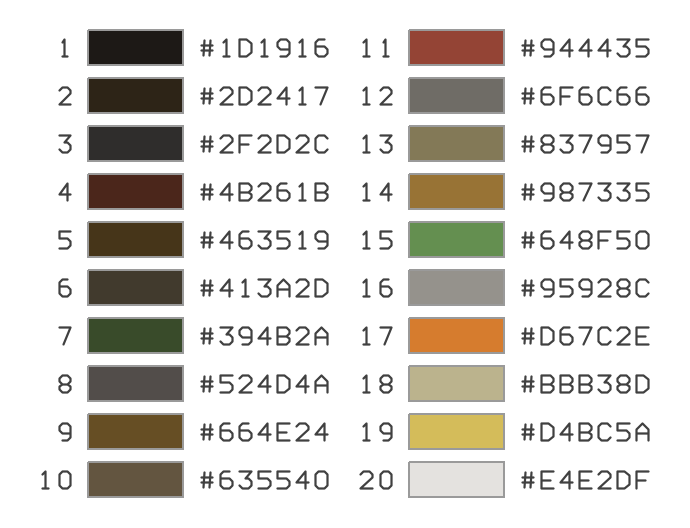 1 #1D1916 11 #944435
2 #2D2417 12 #6F6C66
3 #2F2D2C 13 #837957
4 #4B261B 14 #987335
5 #463519 15 #648F50
6 #413A2D 16 #95928C
7 #394B2A 17 #D67C2E
8 #524D4A 18 #BBB38D
9 #664E24 19 #D4BC5A
10 #635540 20 #E4E2DF